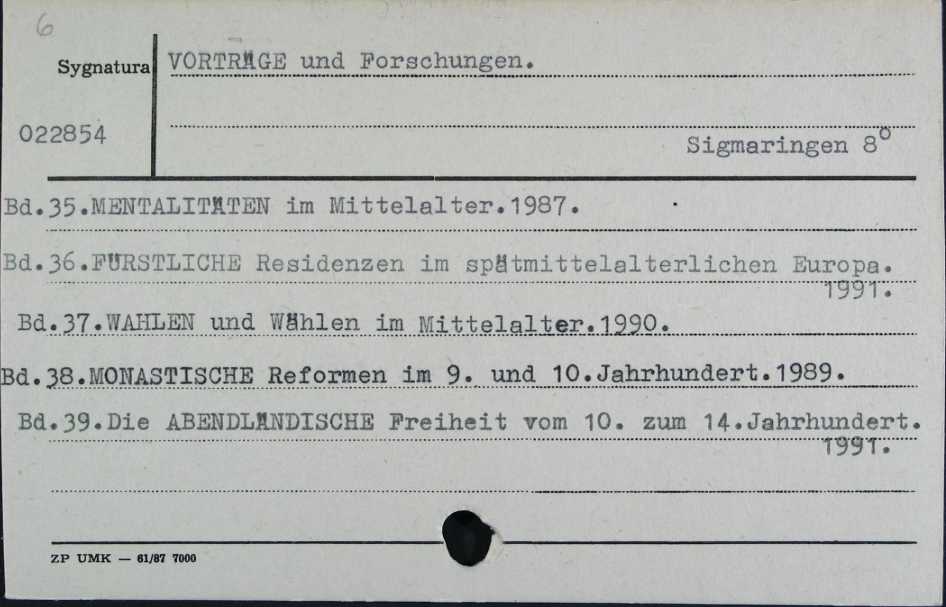 6
Sygnatura
VORTRÄGE und Forschungen.
022854
Sigmaringen 8°
Bd.35.MENTALITÄTEN im Mittelalter.1987.
Bd.36.FÜRSTLICHE Residenzen im spätmittelalterlichen Europa.
1991.
Bd.37.WAHLEN und Wählen im Mittelalter.1990.
Bd.38.MONASTISCHE Reformen im 9. und 10.Jahrhundert.1989.
Bd.39.Die ABENDLÄNDISCHE Freiheit vom 10. zum 14.Jahrhundert.
1991.
ZP UMK — 61/87 7000